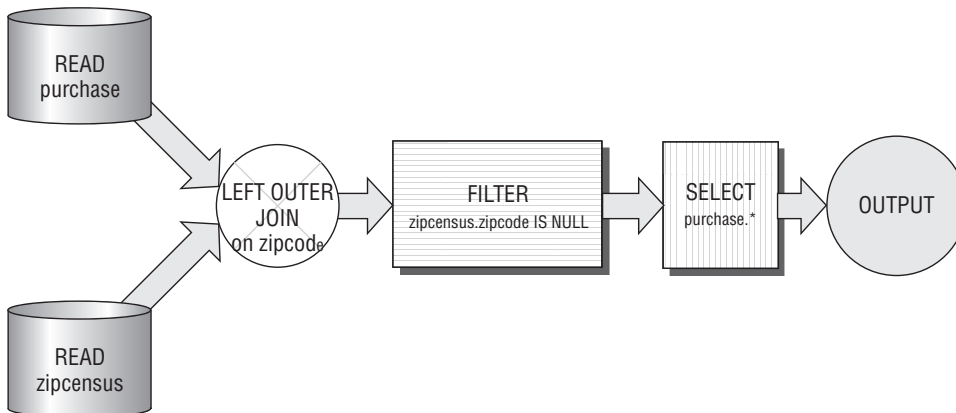 READ
purchase
LEFT OUTER
JOIN
on zipcode
FILTER
zipcensus.zipcode IS NULL
SELECT
purchase.*
OUTPUT
READ
zipcensus